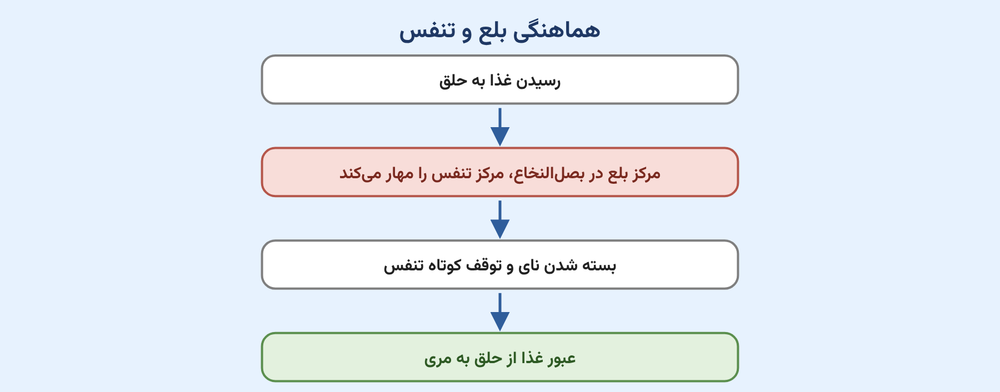 هماهنگی بلع و تنفس
رسیدن غذا به حلق
مرکز بلع در بصل‌النخاع، مرکز تنفس را مهار می‌کند
بسته شدن نای و توقف کوتاه تنفس
عبور غذا از حلق به مری